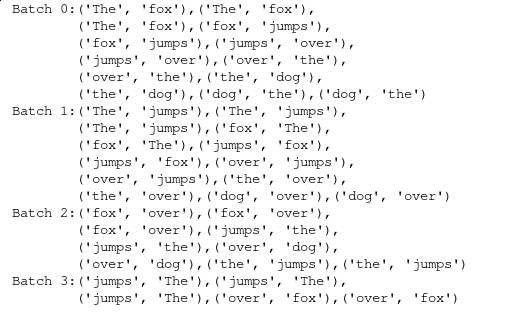 Batch 0:('The', 'fox'),('The', 'fox'),
('The', 'fox'),('fox', 'jumps'),
('fox', 'jumps'),('jumps', 'over'),
('jumps', 'over'),('over', 'the'),
('over', 'the'),('the', 'dog'),
('the', 'dog'),('dog', 'the'),('dog', 'the')
Batch 1:('The', 'jumps'),('The', 'jumps'),
('The', 'jumps'),('fox', 'The'),
('fox', 'The'),('jumps', 'fox'),
('jumps', 'fox'),('over', 'jumps'),
('over', 'jumps'),('the', 'over'),
('the', 'over'),('dog', 'over'),('dog', 'over')
Batch 2:('fox', 'over'),('fox', 'over'),
('fox', 'over'),('jumps', 'the'),
('jumps', 'the'),('over', 'dog'),
('over', 'dog'),('the', 'jumps'),('the', 'jumps')
Batch 3:('jumps', 'The'),('jumps', 'The'),
('jumps', 'The'),('over', 'fox'),('over', 'fox')